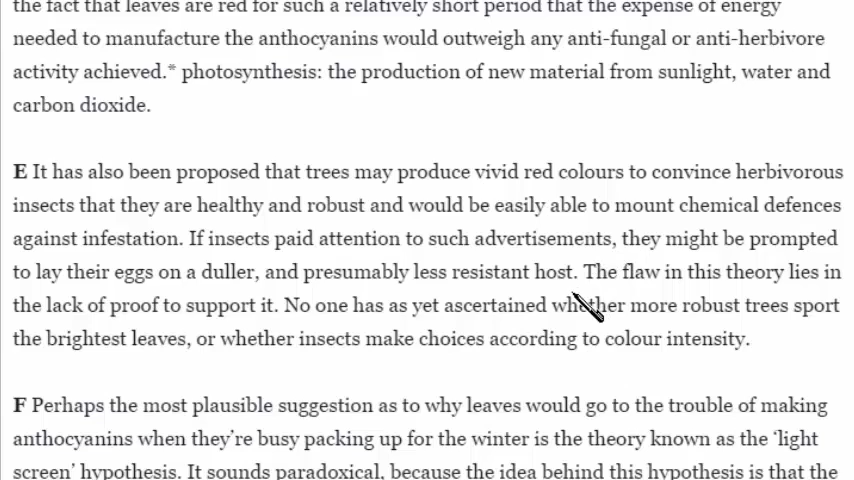 the fact that leaves are red for such a relatively short period that the expense of energy
needed to manufacture the anthocyanins would outweigh any anti-fungal or anti-herbivore
activity achieved.* photosynthesis: the production of new material from sunlight, water and
carbon dioxide.
E It has also been proposed that trees may produce vivid red colours to convince herbivorous
insects that they are healthy and robust and would be easily able to mount chemical defences
against infestation. If insects paid attention to such advertisements, they might be prompted
to lay their eggs on a duller, and presumably less resistant host. The flaw in this theory lies in
the lack of proof to support it. No one has as yet ascertained whether more robust trees sport
the brightest leaves, or whether insects make choices according to colour intensity.
F Perhaps the most plausible suggestion as to why leaves would go to the trouble of making
anthocyanins when they're busy packing up for the winter is the theory known as the 'light
screen' hypothesis. It sounds paradoxical, because the idea behind this hypothesis is that the